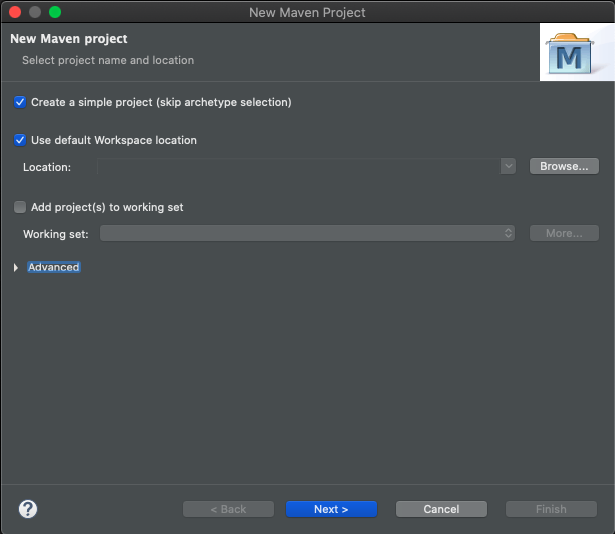 New Maven Project
New Maven project
Select project name and location
M
Create a simple project (skip archetype selection)
Use default Workspace location
Location:
Browse...
Add project(s) to working set
Working set:
More...
Advanced
?
< Back
Next >
Cancel
Finish